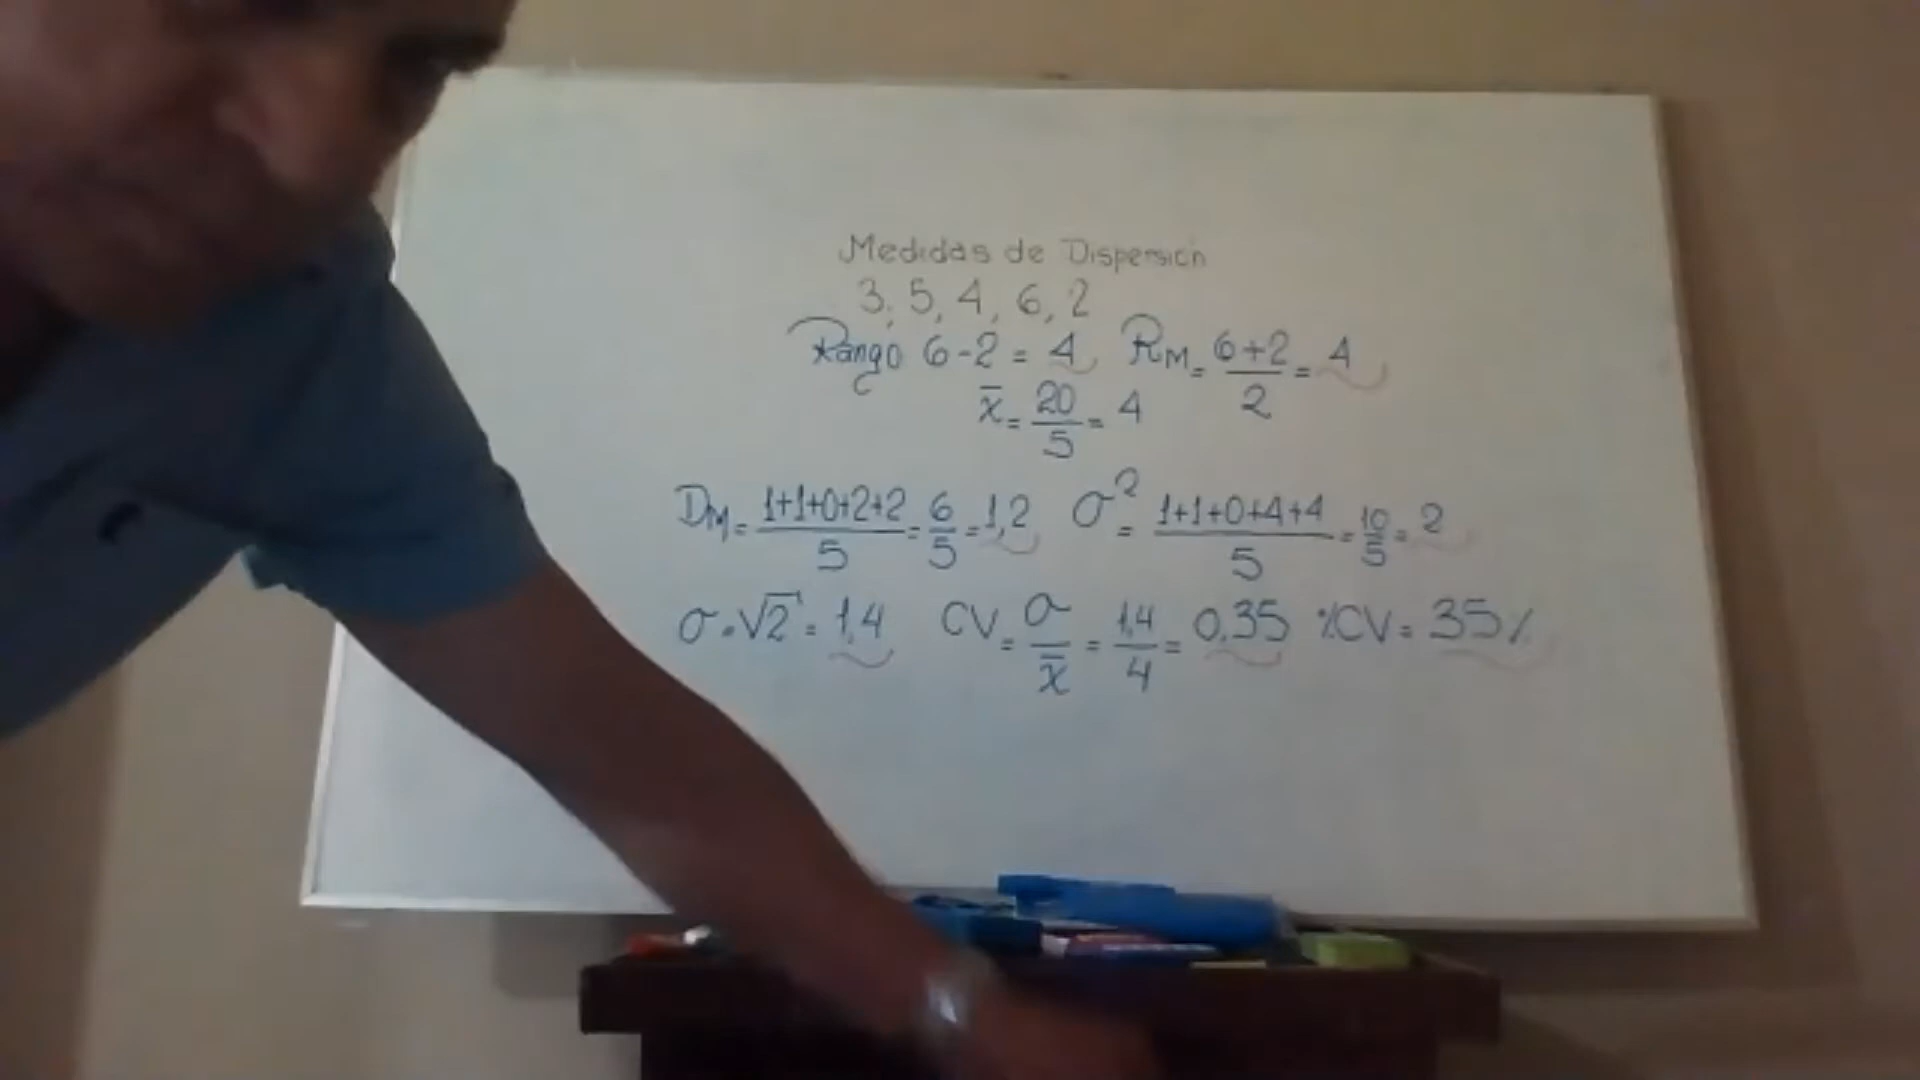 Medidas de Dispersión
3, 5, 4, 6, 2
Rango 6-2 = 4 RM = 6+2/2 = 4
x̄ = 20/5 = 4
DM = 1+1+0+2+2/5 = 6/5 = 1,2 σ² = 1+1+0+4+4/5 = 10/5 = 2
σ = √2 = 1,4 CV = σ/x̄ = 1,4/4 = 0,35 %CV = 35%